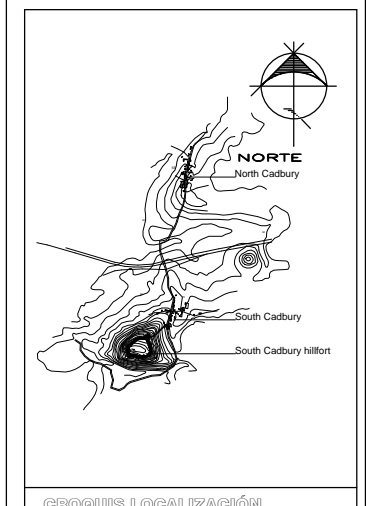 NORTE
North Cadbury
South Cadbury
South Cadbury hillfort
CROQUIS LOCALIZACIÓN